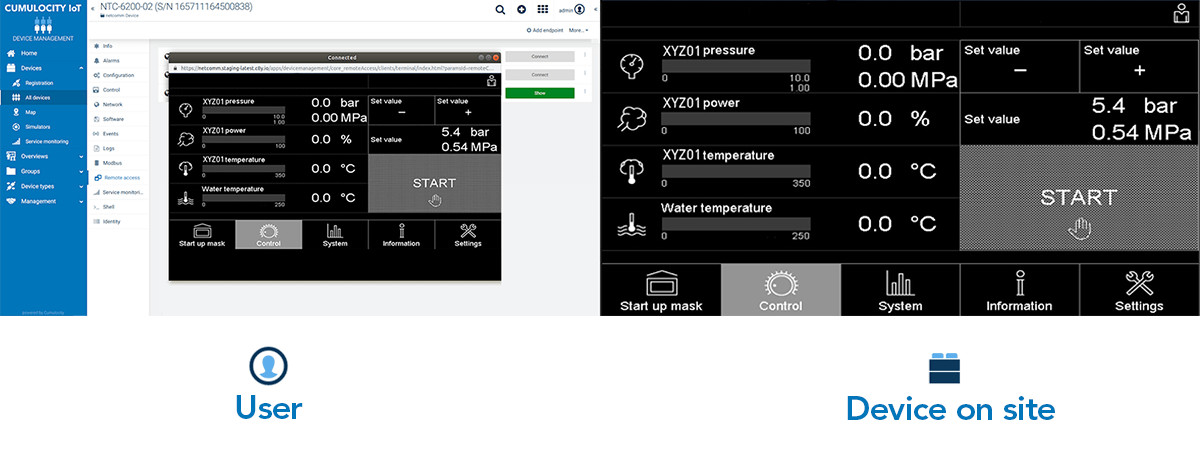 CUMULOCITY IoT
DEVICE MANAGEMENT
Home
Devices
Registration
All devices
Map
Simulators
Service monitoring
Overviews
Groups
Device types
Management
powered by Cumulocity
NTC-6200-02 (S/N 165711164500838)
netcomm Device
admin
Add endpoint
More...
Info
Alarms
Configuration
Control
Network
Software
Events
Logs
Modbus
Remote access
Service monitori...
Shell
Identity
Connect
Connect
Show
Connected
https://netcomm.staging-latest.c8y.io/apps/devicemanagement/core_remoteAccess/clients/terminal/index.html?paramsId=remoteC...
XYZ01 pressure
0
10.0
1.00
0.0 bar
0.00 MPa
Set value
–
Set value
+
XYZ01 power
0
100
0.0 %
Set value
5.4 bar
0.54 MPa
XYZ01 temperature
0
350
0.0 °C
START
Water temperature
0
250
0.0 °C
Start up mask
Control
System
Information
Settings
XYZ01 pressure
0
10.0
1.00
0.0 bar
0.00 MPa
Set value
–
Set value
+
XYZ01 power
0
100
0.0 %
Set value
5.4 bar
0.54 MPa
XYZ01 temperature
0
350
0.0 °C
START
Water temperature
0
250
0.0 °C
Start up mask
Control
System
Information
Settings
User
Device on site